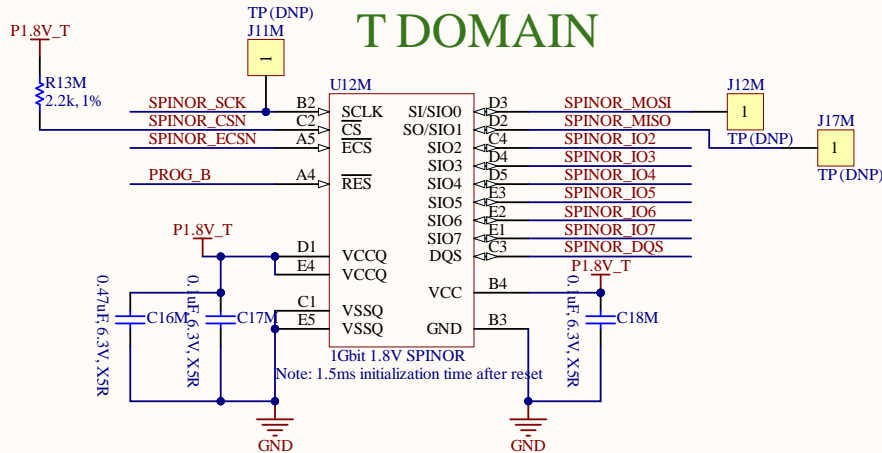 TP (DNP)
T DOMAIN
P1.8V_T
J11M
1
R13M
2.2k, 1%
U12M
J12M
1
TP (DNP)
J17M
1
TP (DNP)
SPINOR_SCK B2 SCLK SI/SIO0 D3 SPINOR_MOSI
SPINOR_CSN C2 CS SO/SIO1 D2 SPINOR_MISO
SPINOR_ECSN A5 ECS SIO2 C4 SPINOR_IO2
SIO3 D4 SPINOR_IO3
PROG_B A4 RES SIO4 D5 SPINOR_IO4
SIO5 E3 SPINOR_IO5
SIO6 E2 SPINOR_IO6
SIO7 E1 SPINOR_IO7
DQS C3 SPINOR_DQS
P1.8V_T
D1 VCCQ
E4 VCCQ
P1.8V_T
VCC B4
C1 VSSQ
E5 VSSQ
GND B3
0.47uF, 6.3V, X5R
C16M
0.1uF, 6.3V, X5R
C17M
0.1uF, 6.3V, X5R
C18M
1Gbit 1.8V SPINOR
Note: 1.5ms initialization time after reset
GND
GND